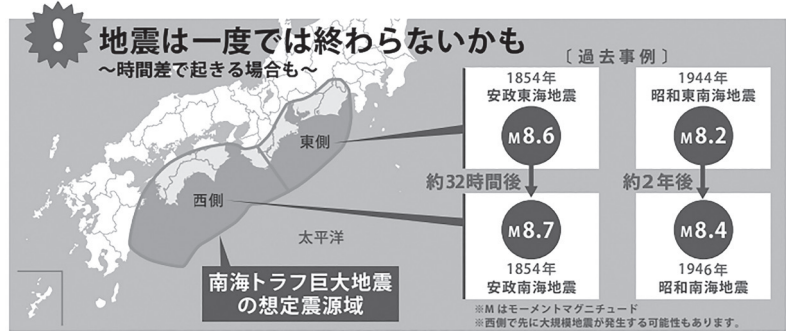 !
地震は一度では終わらないかも
～時間差で起きる場合も～
〔過去事例〕
1854年
安政東海地震
M8.6
約32時間後
M8.7
1854年
安政南海地震
1944年
昭和東南海地震
M8.2
約2年後
M8.4
1946年
昭和南海地震
東側
西側
太平洋
南海トラフ巨大地震
の想定震源域
※Mはモーメントマグニチュード
※西側で先に大規模地震が発生する可能性もあります。